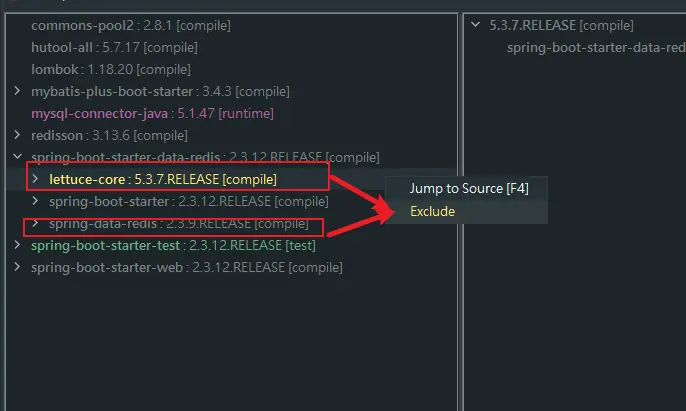 commons-pool2 : 2.8.1 [compile]
hutool-all : 5.7.17 [compile]
lombok : 1.18.20 [compile]
mybatis-plus-boot-starter : 3.4.3 [compile]
mysql-connector-java : 5.1.47 [runtime]
redisson : 3.13.6 [compile]
spring-boot-starter-data-redis : 2.3.12.RELEASE [compile]
lettuce-core : 5.3.7.RELEASE [compile]
spring-boot-starter : 2.3.12.RELEASE [compile]
spring-data-redis : 2.3.9.RELEASE [compile]
spring-boot-starter-test : 2.3.12.RELEASE [test]
spring-boot-starter-web : 2.3.12.RELEASE [compile]
Jump to Source [F4]
Exclude
5.3.7.RELEASE [compile]
spring-boot-starter-data-red